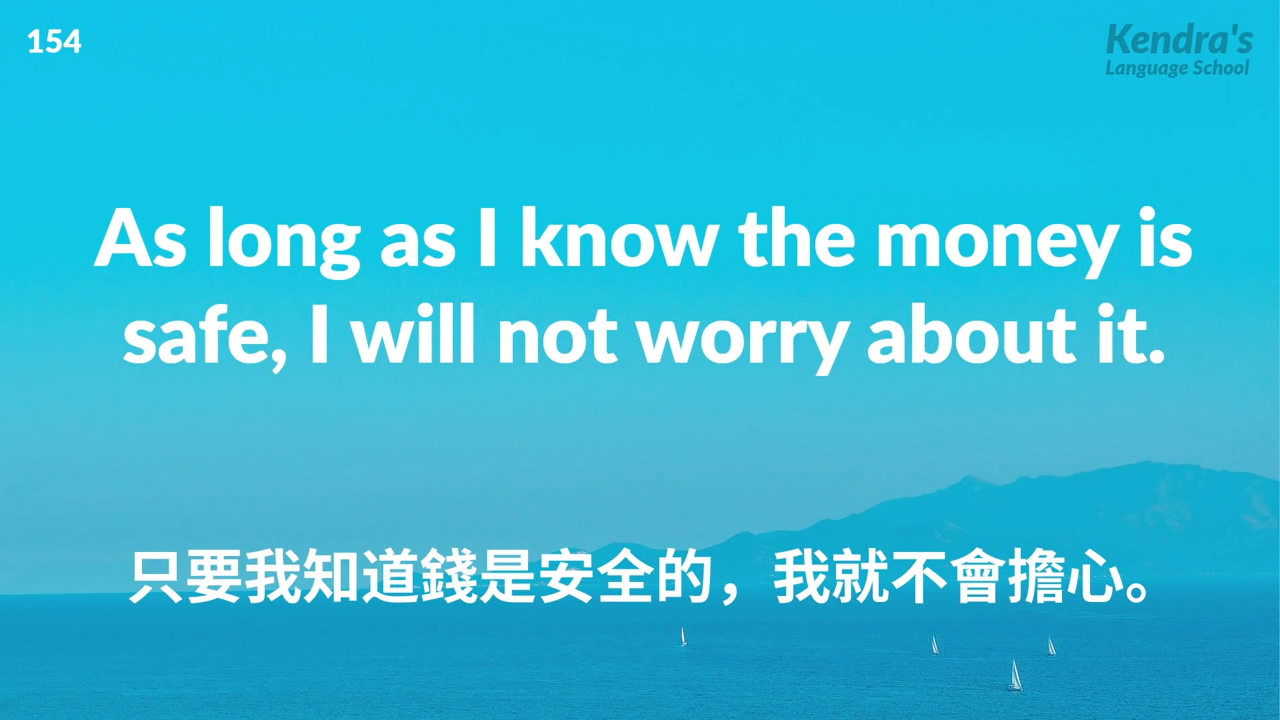 154
Kendra's
Language School
As long as I know the money is
safe, I will not worry about it.
只要我知道錢是安全的，我就不會擔心。